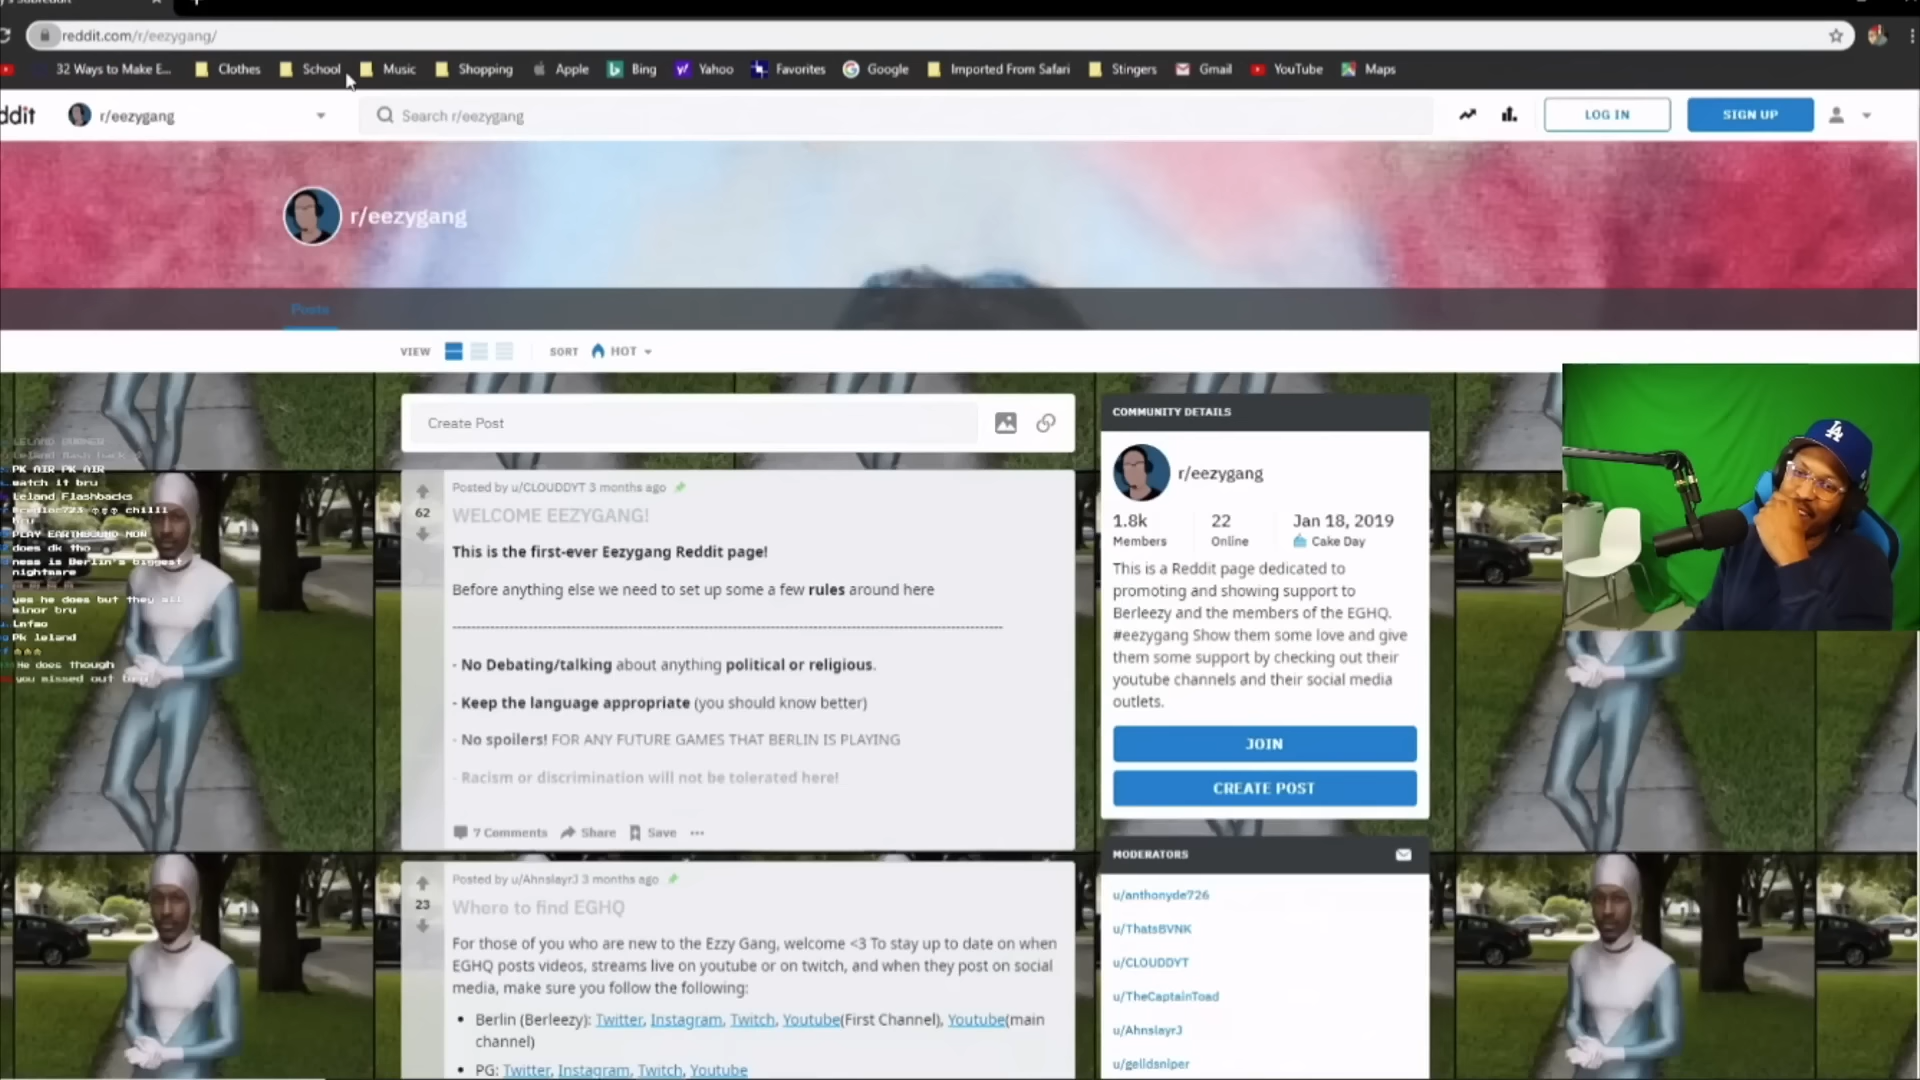 reddit.com/r/eezygang/
32 Ways to Make E...
Clothes
School
Music
Shopping
Apple
Bing
Yahoo
Favorites
Google
Imported From Safari
Stingers
Gmail
YouTube
Maps
ddit
r/eezygang
Search r/eezygang
LOG IN
SIGN UP
r/eezygang
Posts
VIEW
SORT
HOT
Create Post
Posted by u/CLOUDDYT 3 months ago
62
WELCOME EEZYGANG!
This is the first-ever Eezygang Reddit page!
Before anything else we need to set up some a few rules around here
- No Debating/talking about anything political or religious.
- Keep the language appropriate (you should know better)
- No spoilers! FOR ANY FUTURE GAMES THAT BERLIN IS PLAYING
- Racism or discrimination will not be tolerated here!
7 Comments
Share
Save
Posted by u/AhnslayrJ 3 months ago
23
Where to find EGHQ
For those of you who are new to the Ezzy Gang, welcome <3 To stay up to date on when
EGHQ posts videos, streams live on youtube or on twitch, and when they post on social
media, make sure you follow the following:
Berlin (Berleezy): Twitter, Instagram, Twitch, Youtube(First Channel), Youtube(main
channel)
PG: Twitter, Instagram, Twitch, Youtube
COMMUNITY DETAILS
r/eezygang
1.8k
Members
22
Online
Jan 18, 2019
Cake Day
This is a Reddit page dedicated to
promoting and showing support to
Berleezy and the members of the EGHQ.
#eezygang Show them some love and give
them some support by checking out their
youtube channels and their social media
outlets.
JOIN
CREATE POST
MODERATORS
u/anthonyde726
u/ThatsBVNK
u/CLOUDDYT
u/TheCaptainToad
u/AhnslayrJ
u/gelidsniper
PK AIR PK AIR
watch it bru
Leland Flashbacks
chilll
bru
PLAY EARTHBOUND NOW
does dk tho
ness is Berlin's biggest
nightmare
yes he does but they all
minor bru
Lnfao
Pk leland
He does though
you missed out bru
LA